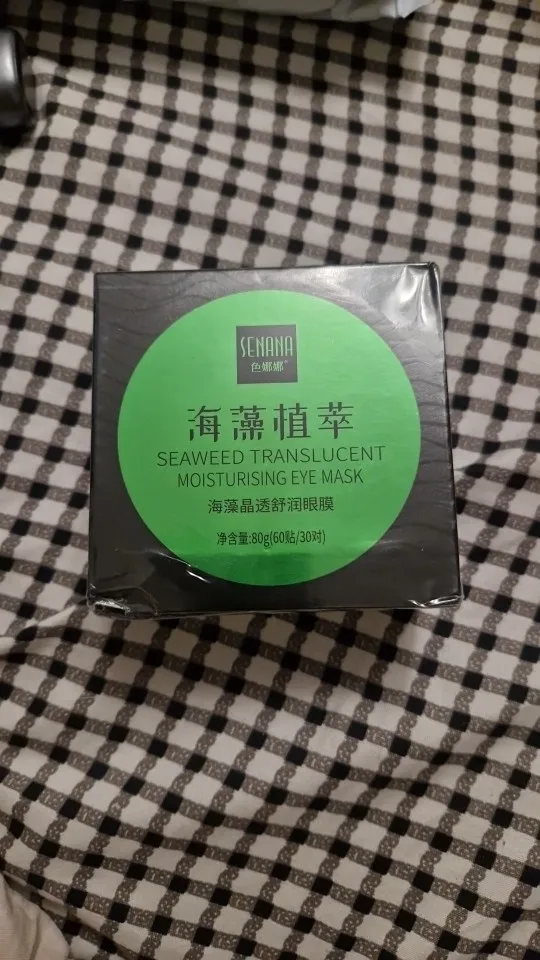 SENANA
色娜娜®
海藻植萃
SEAWEED TRANSLUCENT
MOISTURISING EYE MASK
海藻晶透舒润眼膜
净含量:80g(60贴/30对)